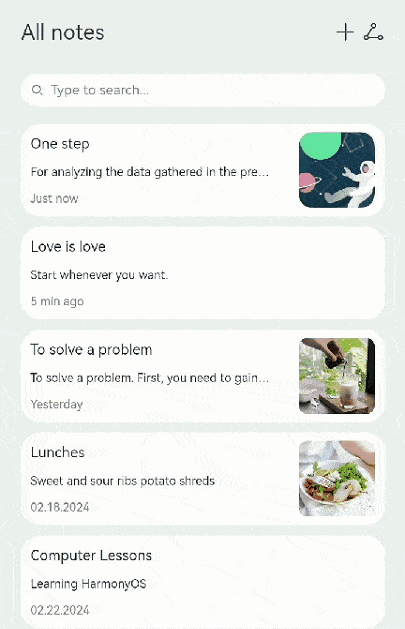 All notes
Type to search...
One step
For analyzing the data gathered in the pre...
Just now
Love is love
Start whenever you want.
5 min ago
To solve a problem
To solve a problem. First, you need to gain...
Yesterday
Lunches
Sweet and sour ribs potato shreds
02.18.2024
Computer Lessons
Learning HarmonyOS
02.22.2024